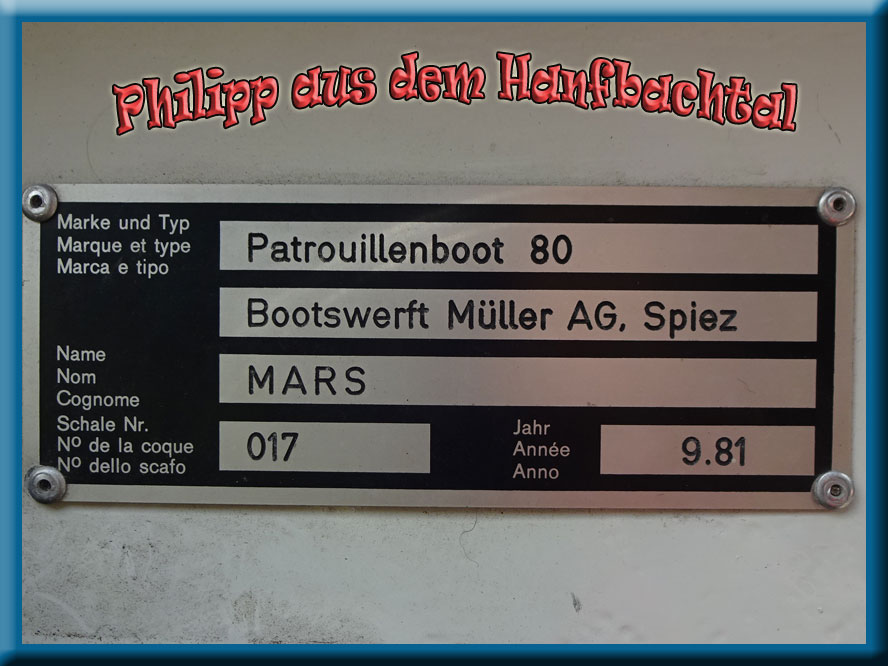 Philipp aus dem Hanfbachtal
Marke und Typ
Marque et type
Marca e tipo
Patrouillenboot 80
Bootswerft Müller AG, Spiez
Name
Nom
Cognome
MARS
Schale Nr.
Nº de la coque
Nº dello scafo
017
Jahr
Année
Anno
9.81